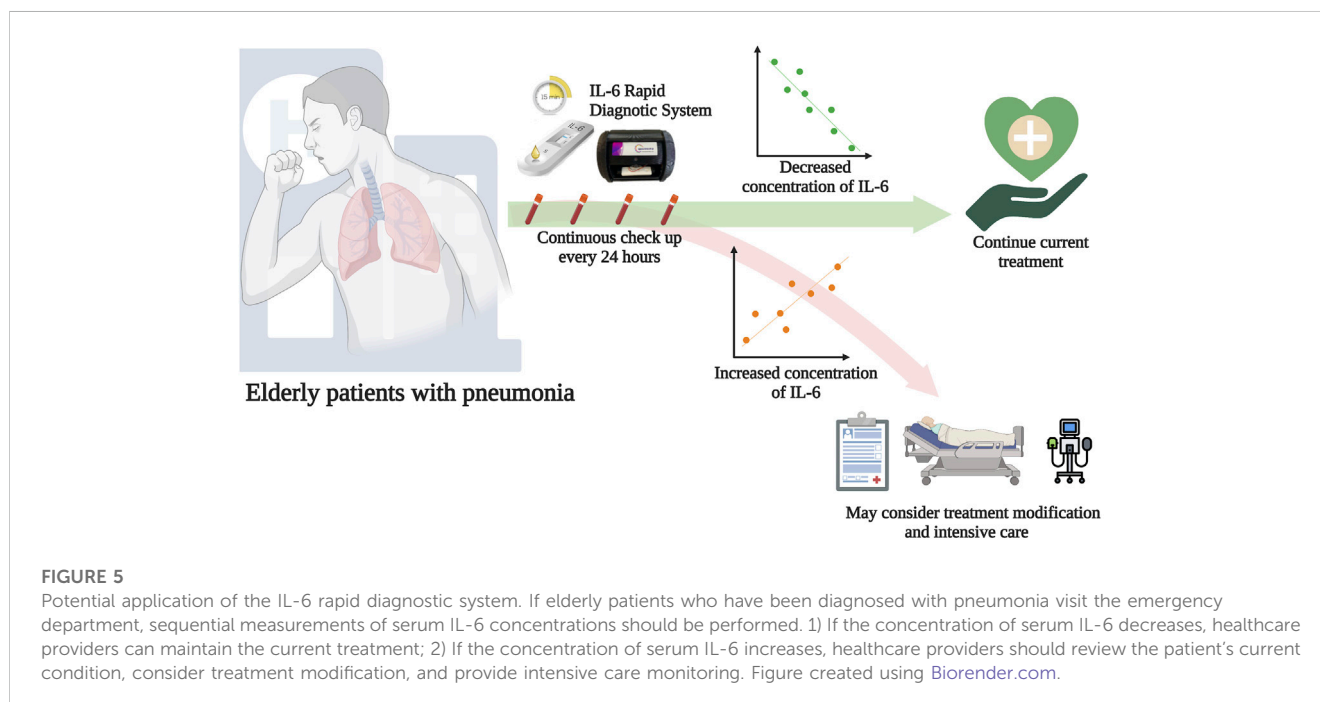 15 min
IL-6 Rapid
Diagnotic System
IL-6
Decreased
concentration of IL-6
Continuous check up
every 24 hours
Continue current
treatment
Increased concentration
of IL-6
Elderly patients with pneumonia
May consider treatment modification
and intensive care
FIGURE 5
Potential application of the IL-6 rapid diagnostic system. If elderly patients who have been diagnosed with pneumonia visit the emergency
department, sequential measurements of serum IL-6 concentrations should be performed. 1) If the concentration of serum IL-6 decreases, healthcare
providers can maintain the current treatment; 2) If the concentration of serum IL-6 increases, healthcare providers should review the patient’s current
condition, consider treatment modification, and provide intensive care monitoring. Figure created using Biorender.com.